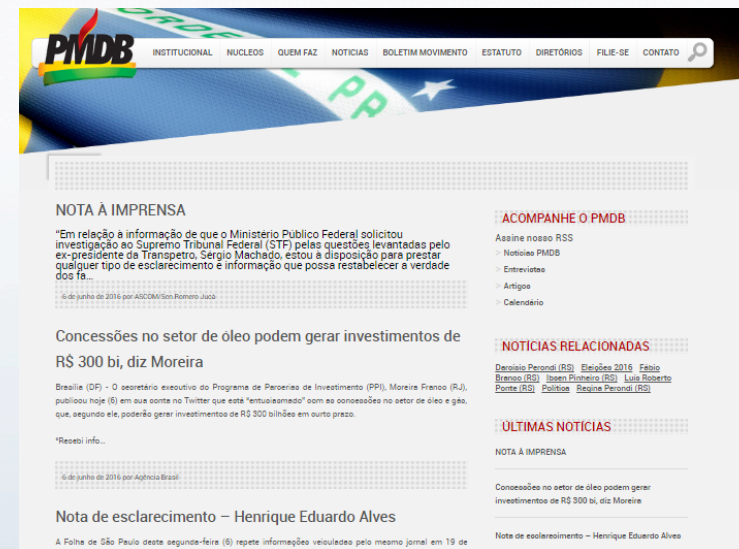 ORDEM
PR
PMDB
INSTITUCIONAL NUCLEOS QUEM FAZ NOTICIAS BOLETIM MOVIMENTO ESTATUTO DIRETÓRIOS FILIE-SE CONTATO
NOTA À IMPRENSA
"Em relação à informação de que o Ministério Público Federal solicitou
investigação ao Supremo Tribunal Federal (STF) pelas questões levantadas pelo
ex-presidente da Transpetro, Sérgio Machado, estou à disposição para prestar
qualquer tipo de esclarecimento e informação que possa restabelecer a verdade
dos fa...
6 de junho de 2016 por ASCOM/Sen.Romero Jucá
Concessões no setor de óleo podem gerar investimentos de
R$ 300 bi, diz Moreira
Brasília (DF) - O secretário executivo do Programa de Parcerias de Investimento (PPI), Moreira Franco (RJ),
publicou hoje (6) em sua conta no Twitter que está "entusiasmado" com as concessões no setor de óleo e gás,
que, segundo ele, poderão gerar investimentos de R$ 300 bilhões em curto prazo.
"Recebi info...
6 de junho de 2016 por Agência Brasil
Nota de esclarecimento – Henrique Eduardo Alves
A Folha de São Paulo desta segunda-feira (6) repete informações veiculadas pelo mesmo jornal em 19 de
ACOMPANHE O PMDB
Assine nosso RSS
> Notícias PMDB
> Entrevistas
> Artigos
> Calendário
NOTÍCIAS RELACIONADAS
Darcísio Perondi (RS) Eleições 2016 Fábio
Branco (RS) Ibsen Pinheiro (RS) Luis Roberto
Ponte (RS) Política Regina Perondi (RS)
ÚLTIMAS NOTÍCIAS
NOTA À IMPRENSA
Concessões no setor de óleo podem gerar
investimentos de R$ 300 bi, diz Moreira
Nota de esclarecimento – Henrique Eduardo Alves